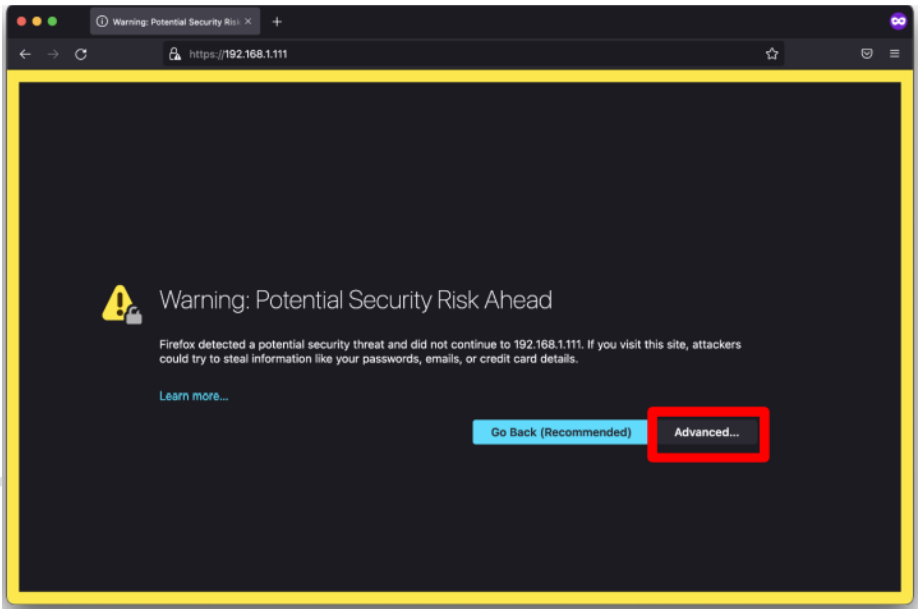 Warning: Potential Security Risk
https://192.168.1.111
Warning: Potential Security Risk Ahead
Firefox detected a potential security threat and did not continue to 192.168.1.111. If you visit this site, attackers
could try to steal information like your passwords, emails, or credit card details.
Learn more...
Go Back (Recommended)
Advanced...